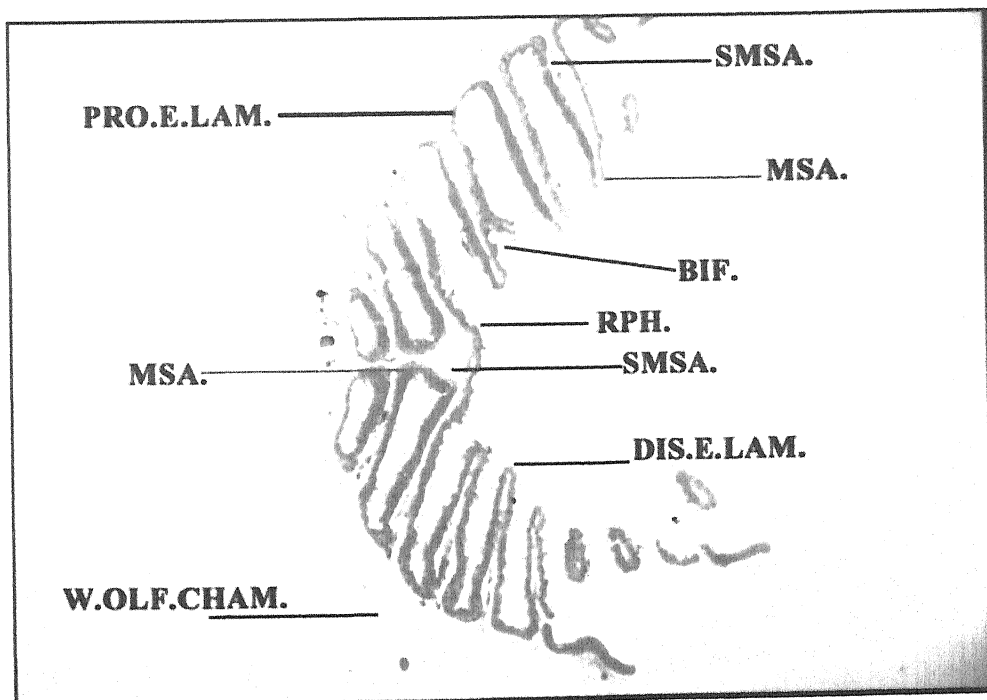 SMSA.
PRO.E.LAM.
MSA.
BIF.
RPH.
MSA.
SMSA.
DIS.E.LAM.
W.OLF.CHAM.